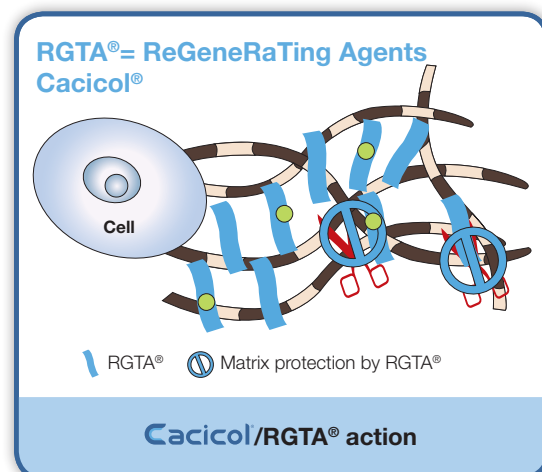 RGTA®= ReGeneRaTing Agents
Cacicol®
Cell
RGTA® Matrix protection by RGTA®
Cacicol/RGTA® action